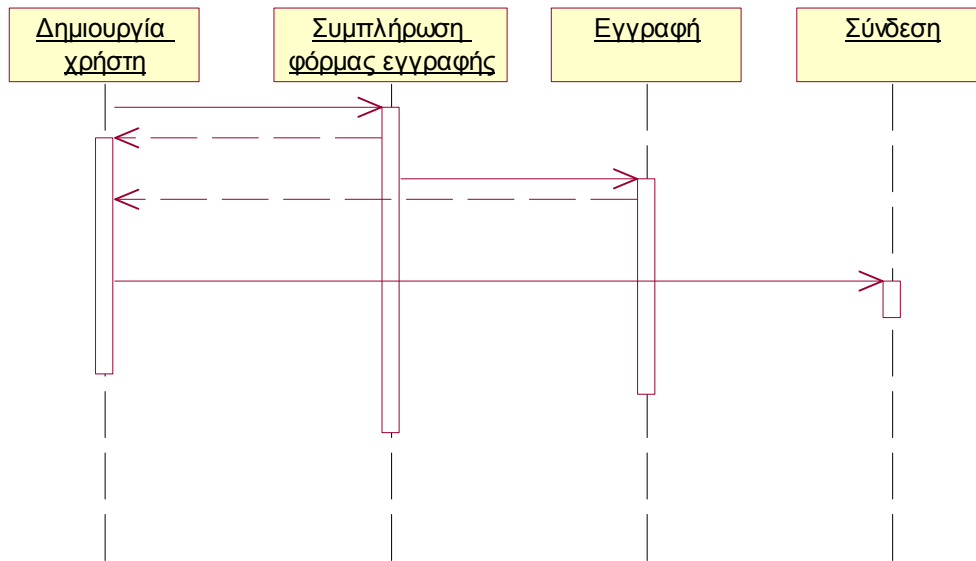 Δημιουργία
χρήστη
Συμπλήρωση
φόρμας εγγραφής
Εγγραφή
Σύνδεση